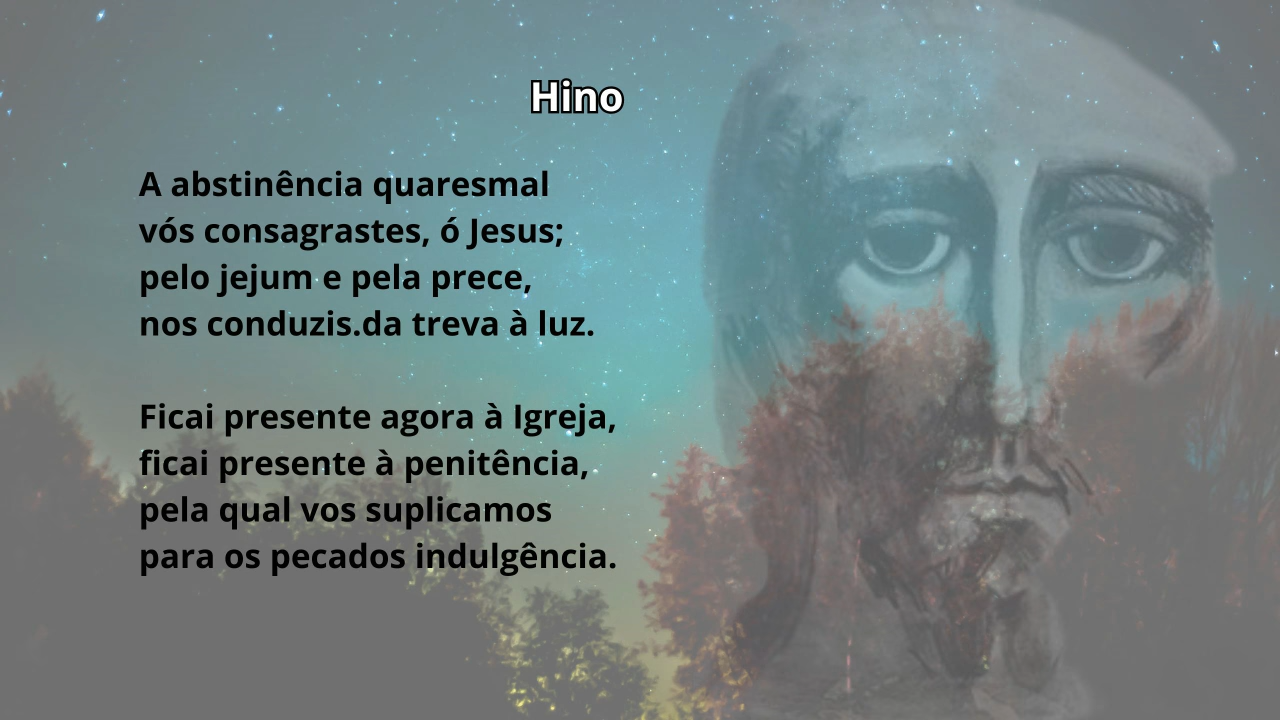 Hino
A abstinência quaresmal
vós consagrastes, ó Jesus;
pelo jejum e pela prece,
nos conduzis.da treva à luz.
Ficai presente agora à Igreja,
ficai presente à penitência,
pela qual vos suplicamos
para os pecados indulgência.